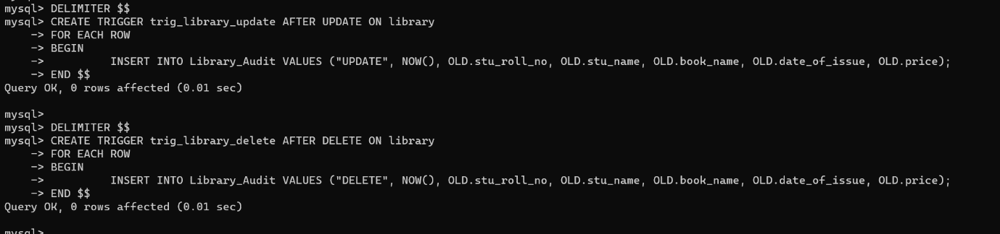 mysql> DELIMITER $$
mysql> CREATE TRIGGER trig_library_update AFTER UPDATE ON library
    -> FOR EACH ROW
    -> BEGIN
    ->         INSERT INTO Library_Audit VALUES ("UPDATE", NOW(), OLD.stu_roll_no, OLD.stu_name, OLD.book_name, OLD.date_of_issue, OLD.price);
    -> END $$
Query OK, 0 rows affected (0.01 sec)

mysql>
mysql> DELIMITER $$
mysql> CREATE TRIGGER trig_library_delete AFTER DELETE ON library
    -> FOR EACH ROW
    -> BEGIN
    ->         INSERT INTO Library_Audit VALUES ("DELETE", NOW(), OLD.stu_roll_no, OLD.stu_name, OLD.book_name, OLD.date_of_issue, OLD.price);
    -> END $$
Query OK, 0 rows affected (0.01 sec)

mysql>